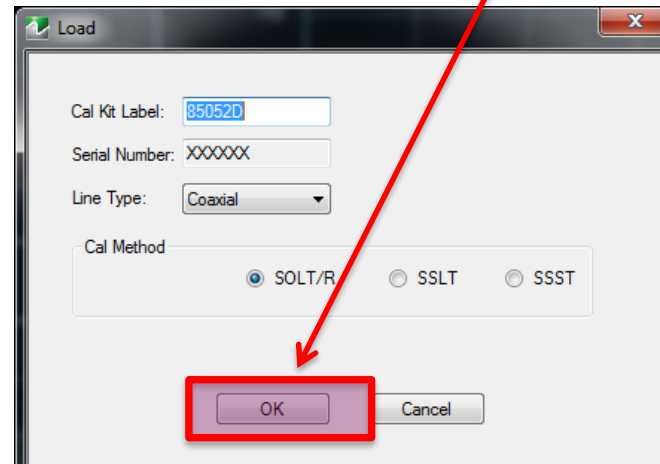 Load
Cal Kit Label: 85052D
Serial Number: XXXXXX
Line Type: Coaxial
Cal Method
SOLT/R SSLT SSST
OK Cancel